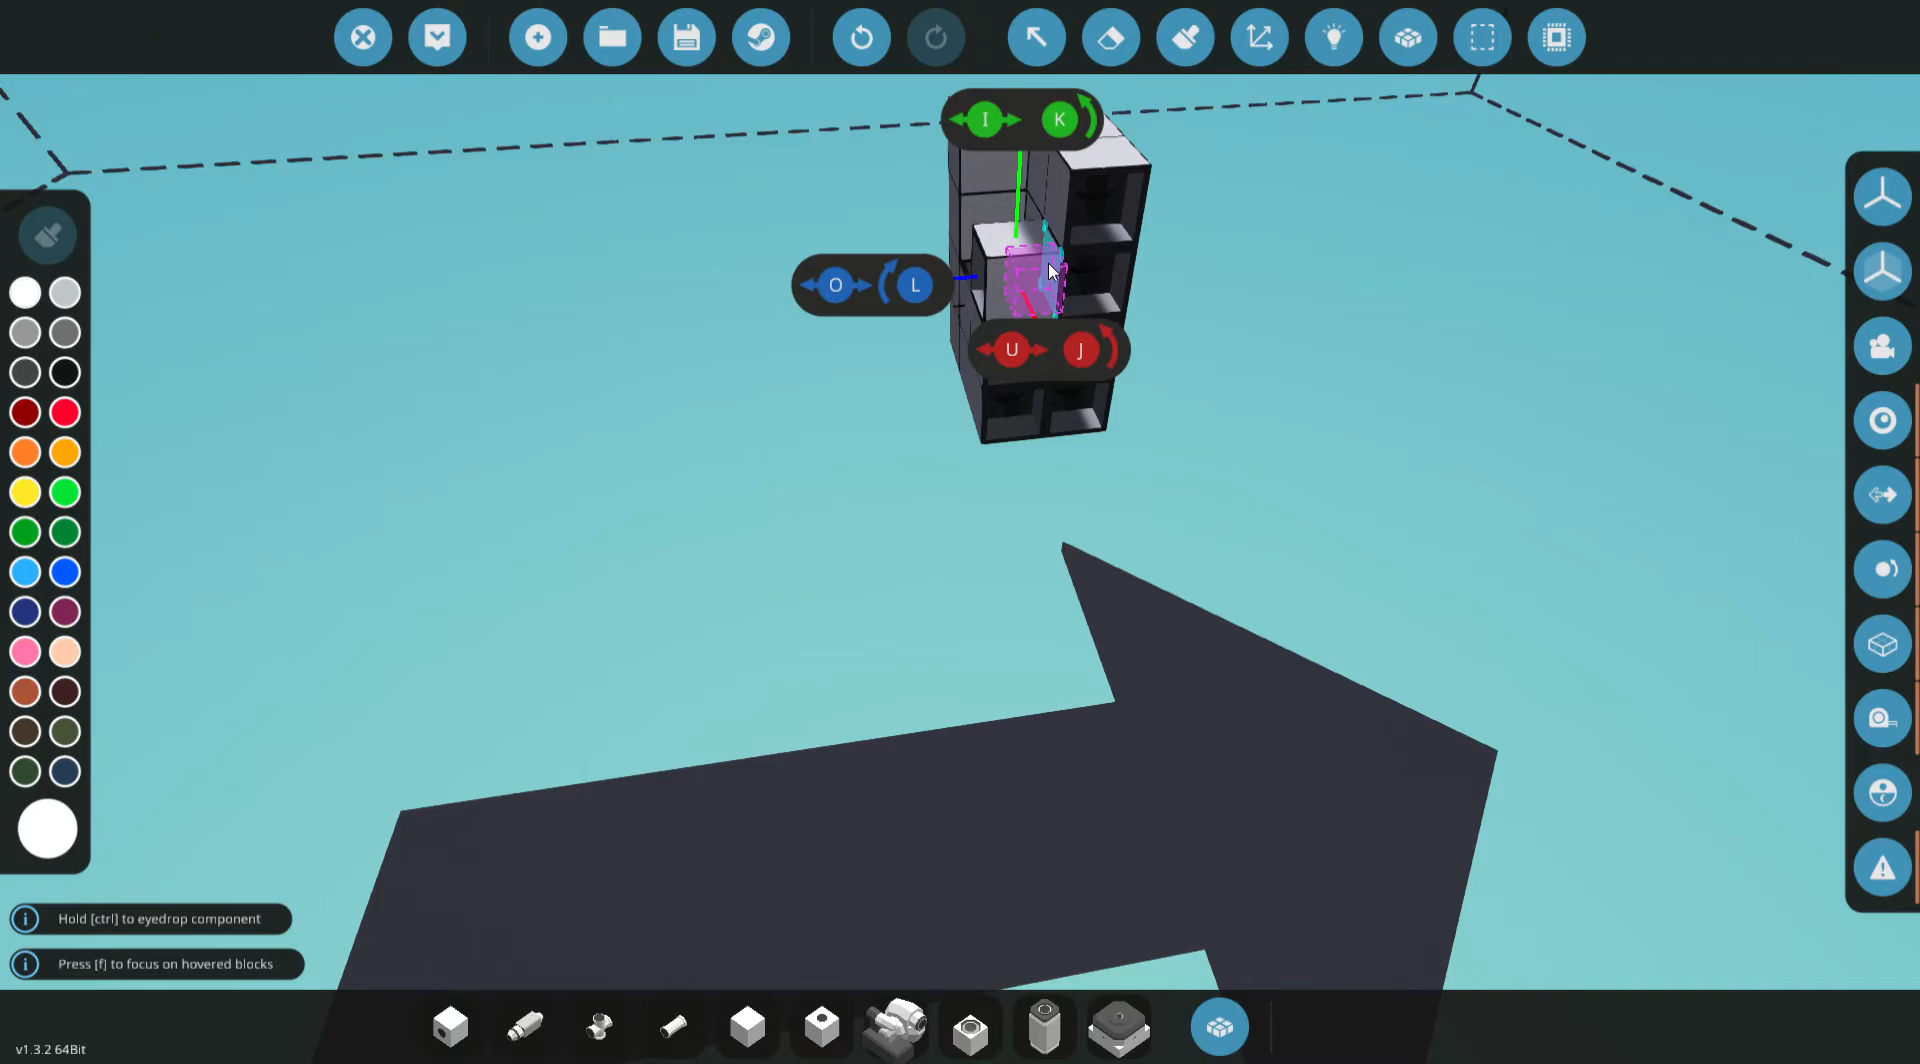 I K
O L
U J
Hold [ctrl] to eyedrop component
Press [f] to focus on hovered blocks
v1.3.2 64Bit